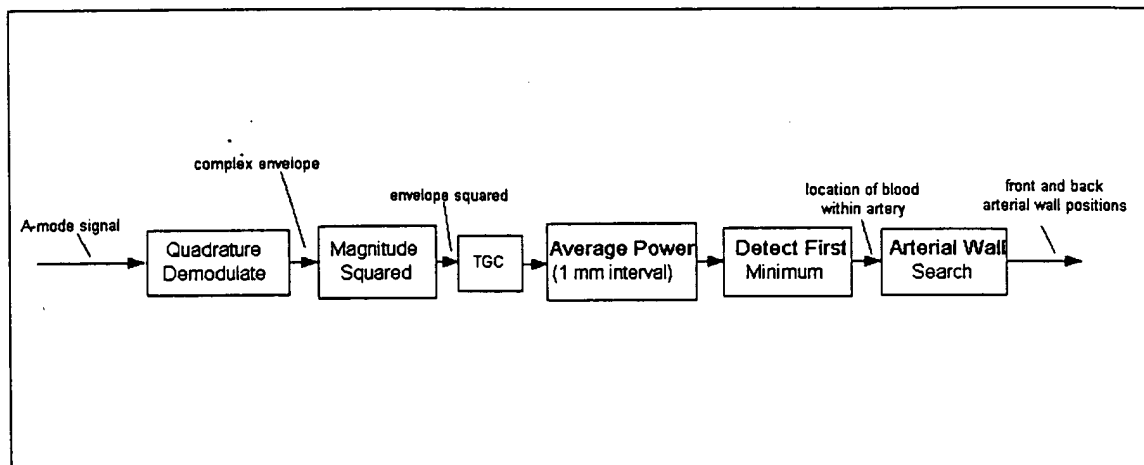 complex envelope
envelope squared
location of blood
within artery
front and back
arterial wall positions
A-mode signal
Quadrature
Demodulate
Magnitude
Squared
TGC
Average Power
(1 mm interval)
Detect First
Minimum
Arterial Wall
Search